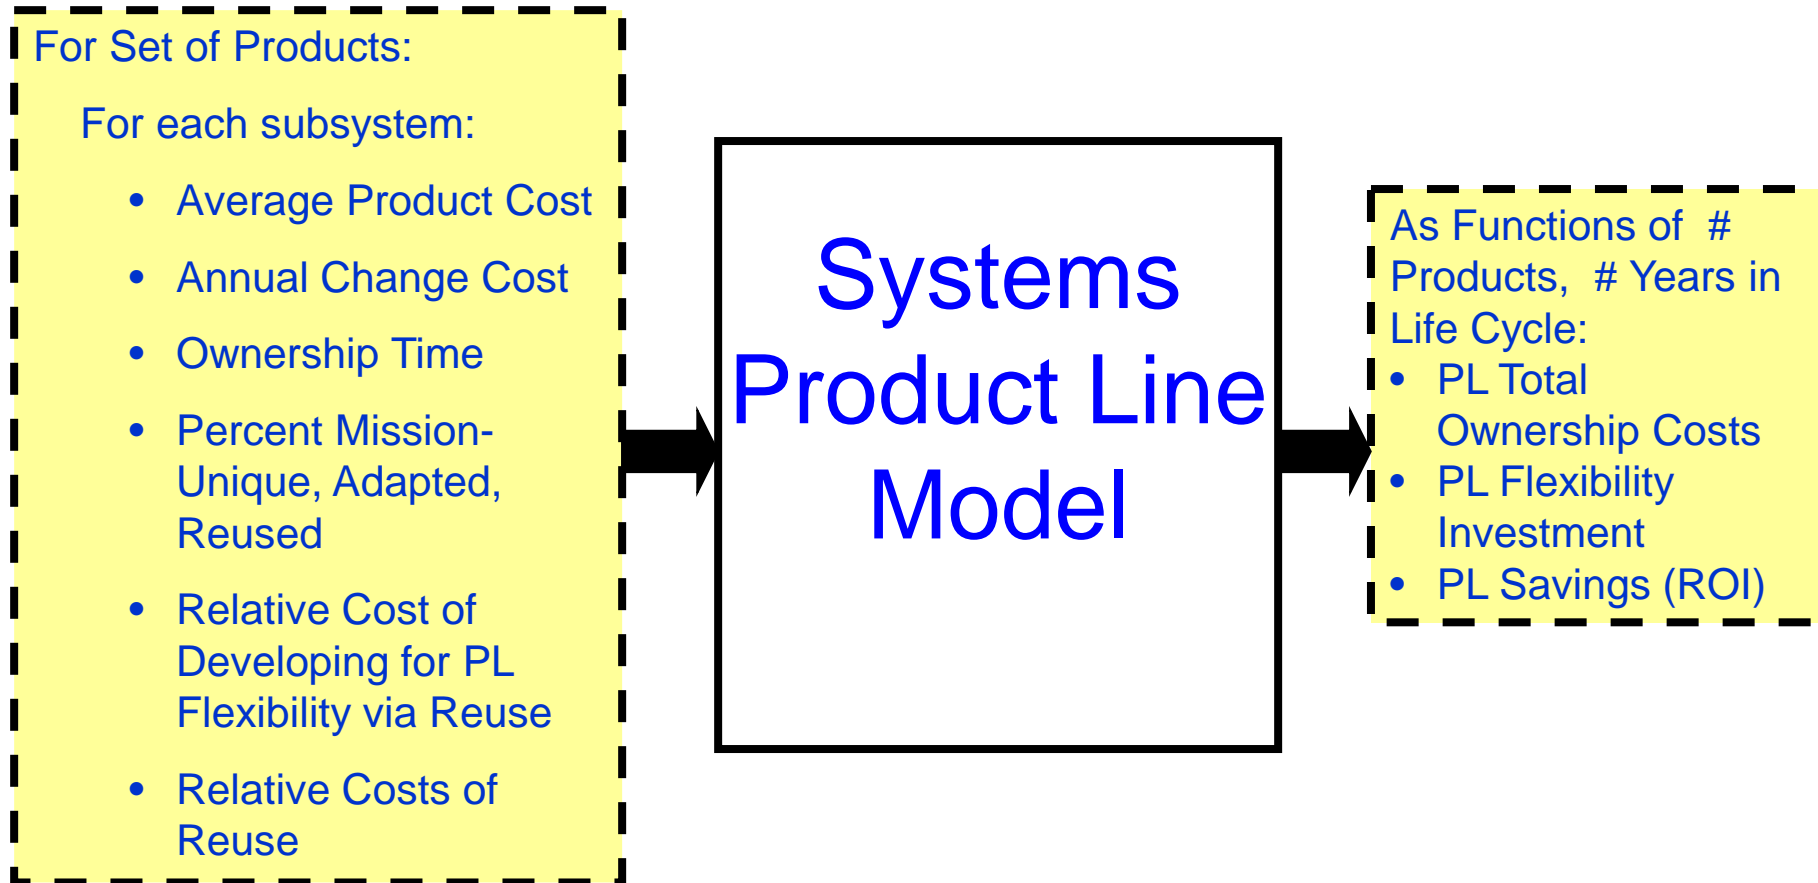 For Set of Products:
For each subsystem:
• Average Product Cost
• Annual Change Cost
• Ownership Time
• Percent Mission-
Unique, Adapted,
Reused
• Relative Cost of
Developing for PL
Flexibility via Reuse
• Relative Costs of
Reuse
Systems
Product Line
Model
As Functions of #
Products, # Years in
Life Cycle:
• PL Total
Ownership Costs
• PL Flexibility
Investment
• PL Savings (ROI)